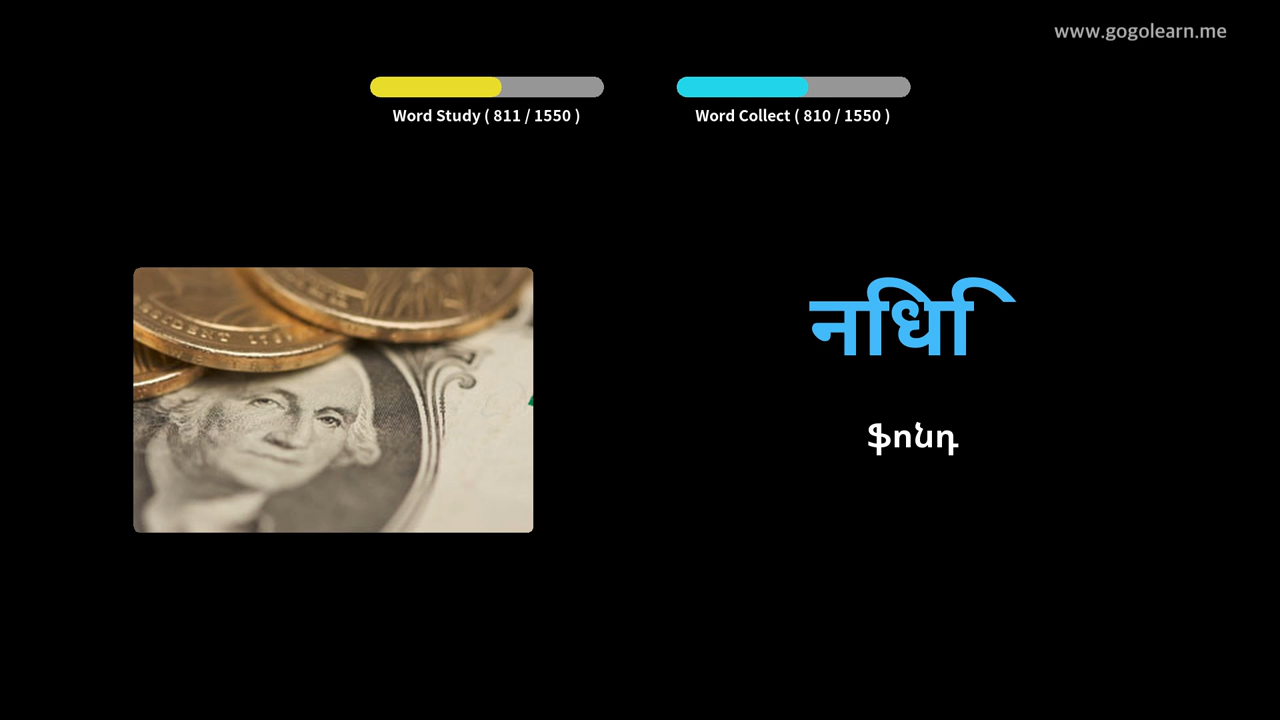 www.gogolearn.me
Word Study ( 811 / 1550 )
Word Collect ( 810 / 1550 )
निधि
ֆոնդ